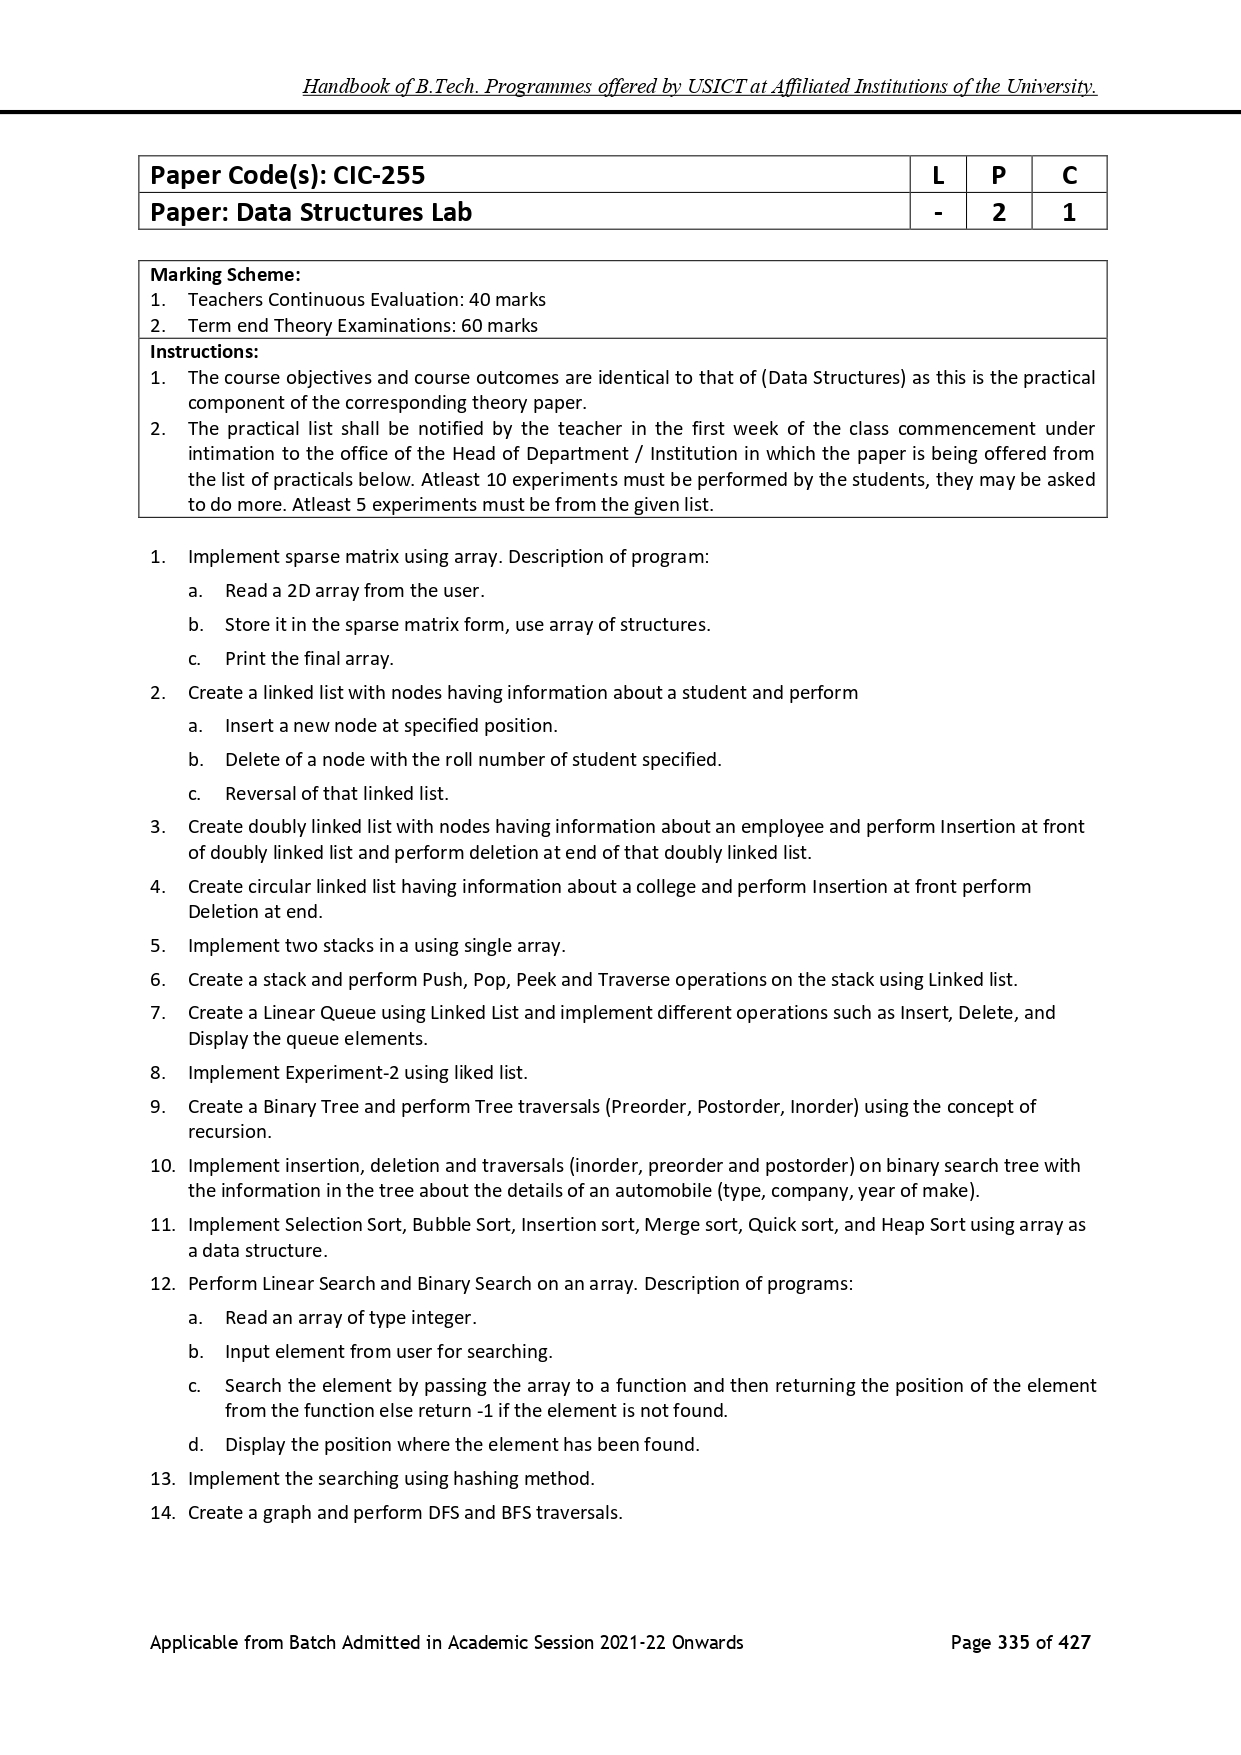 Handbook of B.Tech. Programmes offered by USICT at Affiliated Institutions of the University.
Paper Code(s): CIC-255 L P C
Paper: Data Structures Lab - 2 1
Marking Scheme:
1. Teachers Continuous Evaluation: 40 marks
2. Term end Theory Examinations: 60 marks
Instructions:
1. The course objectives and course outcomes are identical to that of (Data Structures) as this is the practical
component of the corresponding theory paper.
2. The practical list shall be notified by the teacher in the first week of the class commencement under
intimation to the office of the Head of Department / Institution in which the paper is being offered from
the list of practicals below. Atleast 10 experiments must be performed by the students, they may be asked
to do more. Atleast 5 experiments must be from the given list.
1. Implement sparse matrix using array. Description of program:
a. Read a 2D array from the user.
b. Store it in the sparse matrix form, use array of structures.
c. Print the final array.
2. Create a linked list with nodes having information about a student and perform
a. Insert a new node at specified position.
b. Delete of a node with the roll number of student specified.
c. Reversal of that linked list.
3. Create doubly linked list with nodes having information about an employee and perform Insertion at front
of doubly linked list and perform deletion at end of that doubly linked list.
4. Create circular linked list having information about a college and perform Insertion at front perform
Deletion at end.
5. Implement two stacks in a using single array.
6. Create a stack and perform Push, Pop, Peek and Traverse operations on the stack using Linked list.
7. Create a Linear Queue using Linked List and implement different operations such as Insert, Delete, and
Display the queue elements.
8. Implement Experiment-2 using liked list.
9. Create a Binary Tree and perform Tree traversals (Preorder, Postorder, Inorder) using the concept of
recursion.
10. Implement insertion, deletion and traversals (inorder, preorder and postorder) on binary search tree with
the information in the tree about the details of an automobile (type, company, year of make).
11. Implement Selection Sort, Bubble Sort, Insertion sort, Merge sort, Quick sort, and Heap Sort using array as
a data structure.
12. Perform Linear Search and Binary Search on an array. Description of programs:
a. Read an array of type integer.
b. Input element from user for searching.
c. Search the element by passing the array to a function and then returning the position of the element
from the function else return -1 if the element is not found.
d. Display the position where the element has been found.
13. Implement the searching using hashing method.
14. Create a graph and perform DFS and BFS traversals.
Applicable from Batch Admitted in Academic Session 2021-22 Onwards Page 335 of 427